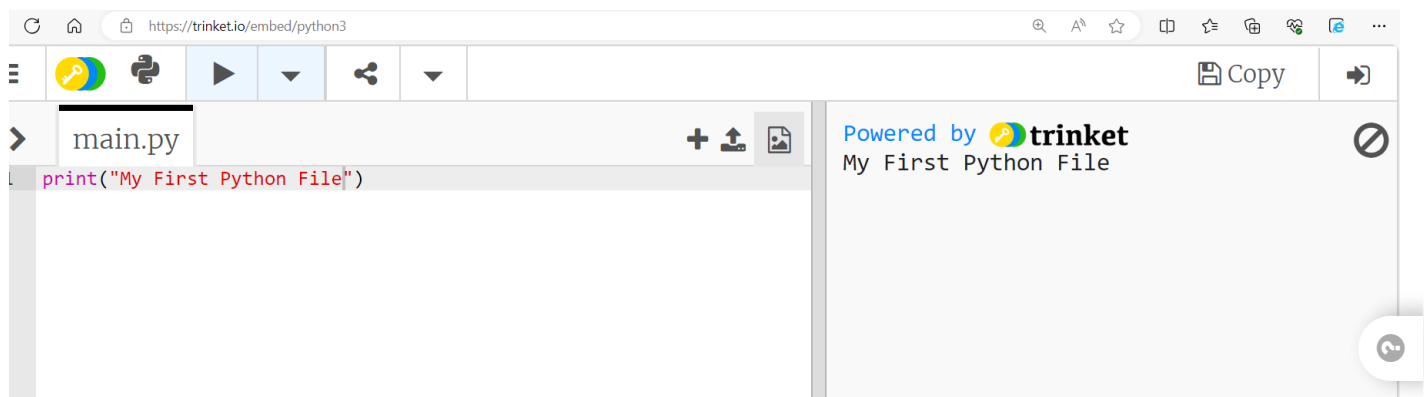 https://trinket.io/embed/python3
Copy
main.py
1 print("My First Python File")
Powered by trinket
My First Python File